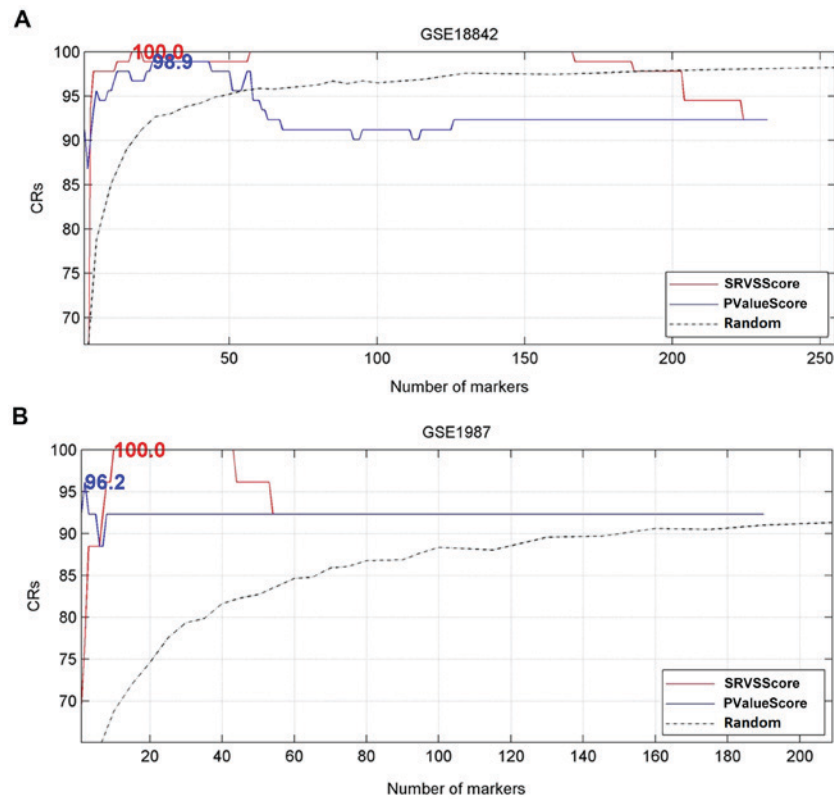 A
GSE18842
100.0
98.9
100
95
90
85
80
75
70
CRs
50
100
150
200
250
Number of markers
SRVSScore
PValueScore
Random
B
GSE1987
100.0
96.2
100
95
90
85
80
75
70
CRs
20
40
60
80
100
120
140
160
180
200
Number of markers
SRVSScore
PValueScore
Random